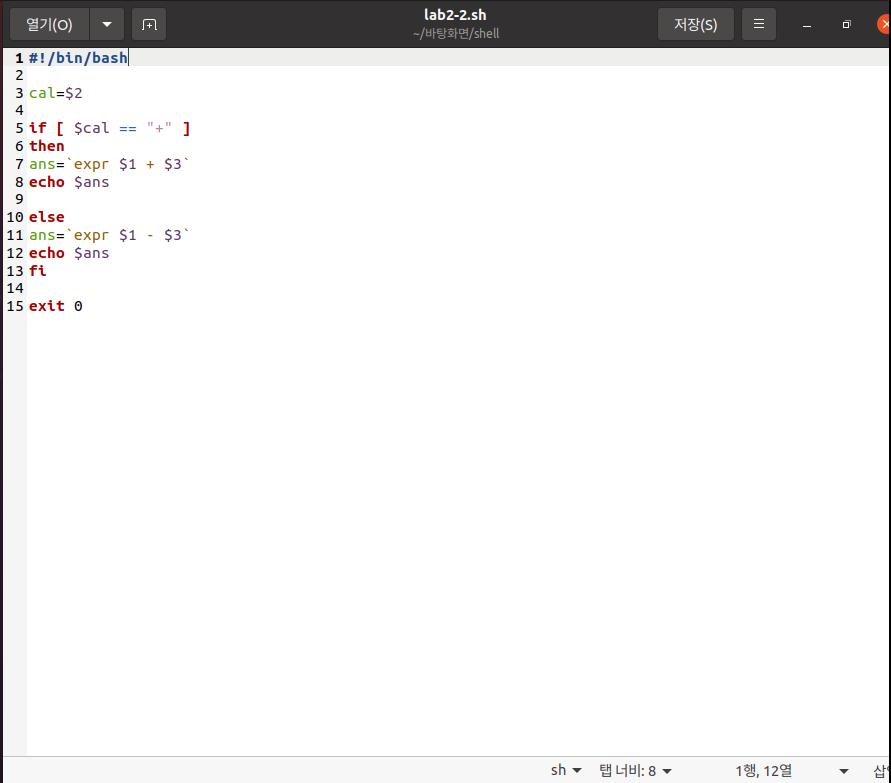 열기(O)
lab2-2.sh
~/바탕화면/shell
저장(S)
1 #!/bin/bash
2
3 cal=$2
4
5 if [ $cal == "+" ]
6 then
7 ans=`expr $1 + $3`
8 echo $ans
9
10 else
11 ans=`expr $1 - $3`
12 echo $ans
13 fi
14
15 exit 0
sh 탭 너비: 8 1행, 12열